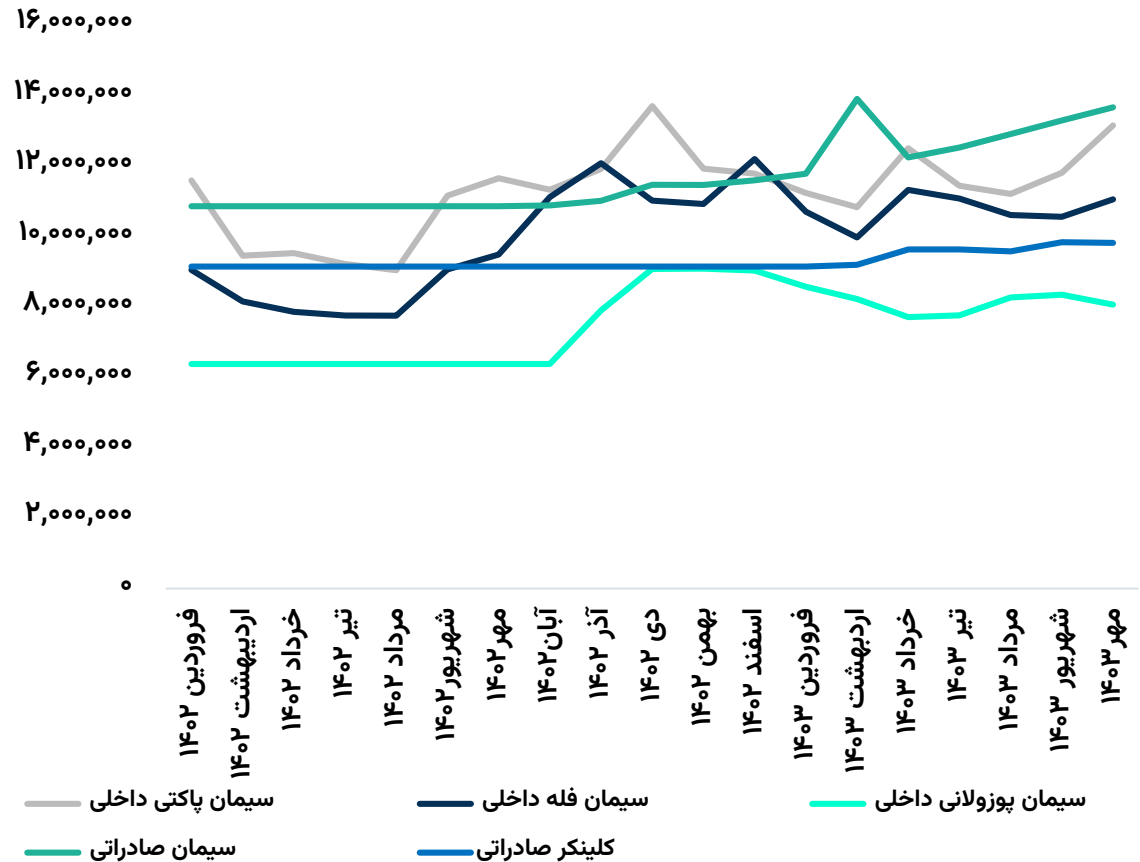 ۱۶,۰۰۰,۰۰۰
۱۴,۰۰۰,۰۰۰
۱۲,۰۰۰,۰۰۰
۱۰,۰۰۰,۰۰۰
۸,۰۰۰,۰۰۰
۶,۰۰۰,۰۰۰
۴,۰۰۰,۰۰۰
۲,۰۰۰,۰۰۰
۰
فروردین ۱۴۰۲
اردیبهشت ۱۴۰۲
خرداد ۱۴۰۲
تیر ۱۴۰۲
مرداد ۱۴۰۲
شهریور۱۴۰۲
مهر۱۴۰۲
آبان۱۴۰۲
آذر ۱۴۰۲
دی ۱۴۰۲
بهمن ۱۴۰۲
اسفند ۱۴۰۲
فروردین ۱۴۰۳
اردبهشت ۱۴۰۳
خرداد ۱۴۰۳
تیر ۱۴۰۳
مرداد ۱۴۰۳
شهریور ۱۴۰۳
مهر۱۴۰۳
سیمان پاکتی داخلی
سیمان فله داخلی
سیمان پوزولانی داخلی
سیمان صادراتی
کلینکر صادراتی